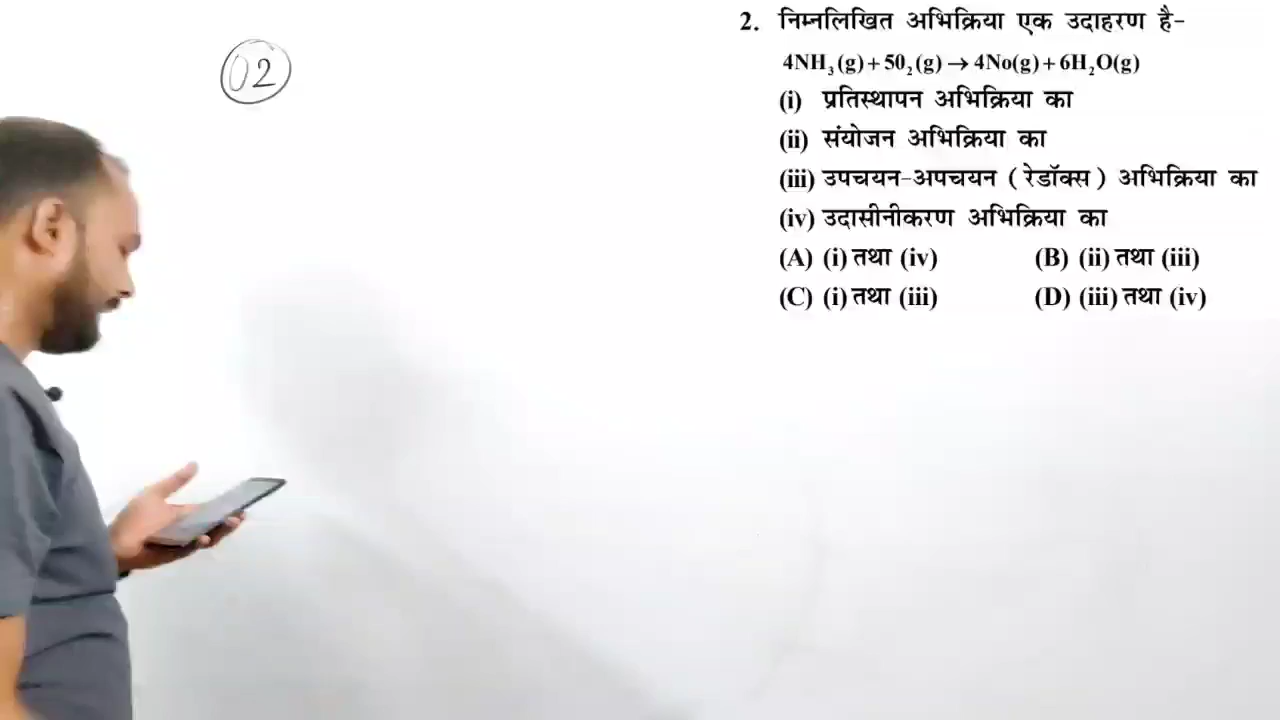 02
2. निम्नलिखित अभिक्रिया एक उदाहरण है-
4NH₃(g)+50₂(g)→4No(g)+6H₂O(g)
(i) प्रतिस्थापन अभिक्रिया का
(ii) संयोजन अभिक्रिया का
(iii) उपचयन-अपचयन (रेडॉक्स) अभिक्रिया का
(iv) उदासीनीकरण अभिक्रिया का
(A) (i) तथा (iv) (B) (ii) तथा (iii)
(C) (i) तथा (iii) (D) (iii) तथा (iv)